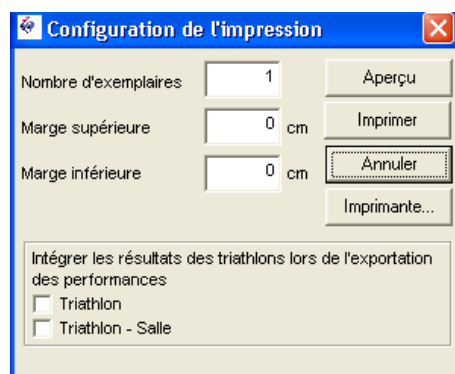 Configuration de l'impression
Nombre d'exemplaires 1 Aperçu
Marge supérieure 0 cm Imprimer
Marge inférieure 0 cm Annuler
Imprimante...
Intégrer les résultats des triathlons lors de l'exportation
des performances
Triathlon
Triathlon - Salle